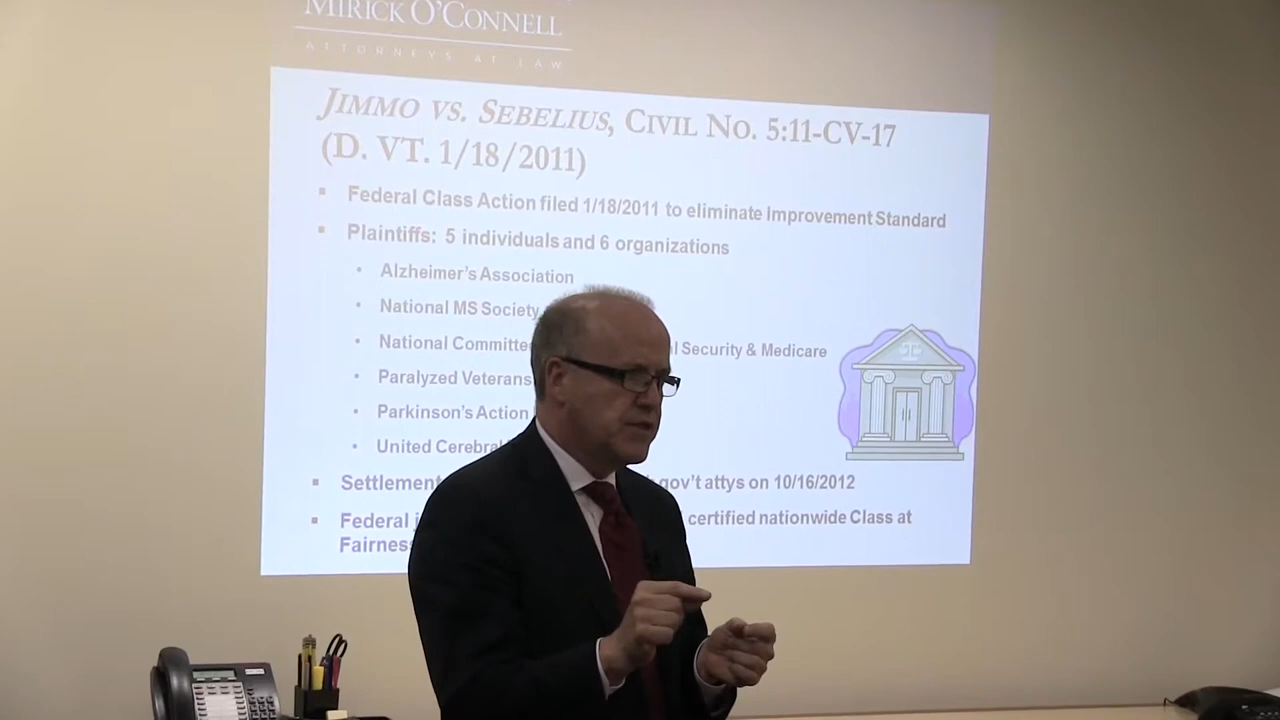 MIRICK O'CONNELL
ATTORNEYS AT LAW
JIMMO VS. SEBELIUS, CIVIL NO. 5:11-CV-17
(D. VT. 1/18/2011)
▪ Federal Class Action filed 1/18/2011 to eliminate Improvement Standard
▪ Plaintiffs: 5 individuals and 6 organizations
• Alzheimer's Association
• National MS Society
• National Committee Security & Medicare
• Paralyzed Veterans
• Parkinson's Action
• United Cerebral
▪ Settlement gov't attys on 10/16/2012
▪ Federal certified nationwide Class at
Fairness